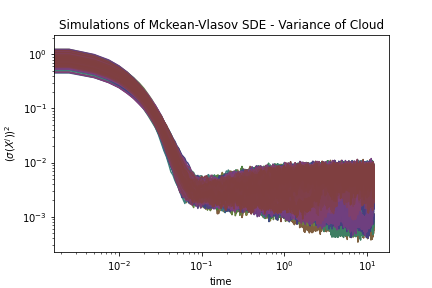 Simulations of Mckean-Vlasov SDE - Variance of Cloud
10⁰
10⁻¹
10⁻²
10⁻³
(σ(Xⁱ))²
10⁻²
10⁻¹
10⁰
10¹
time